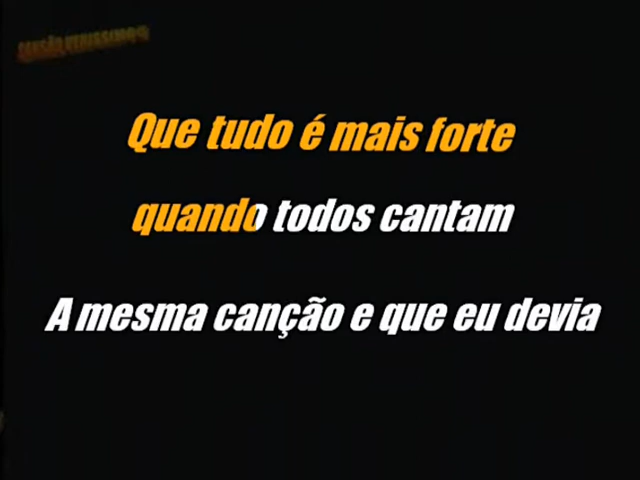 Que tudo é mais forte
quando todos cantam
A mesma canção e que eu devia